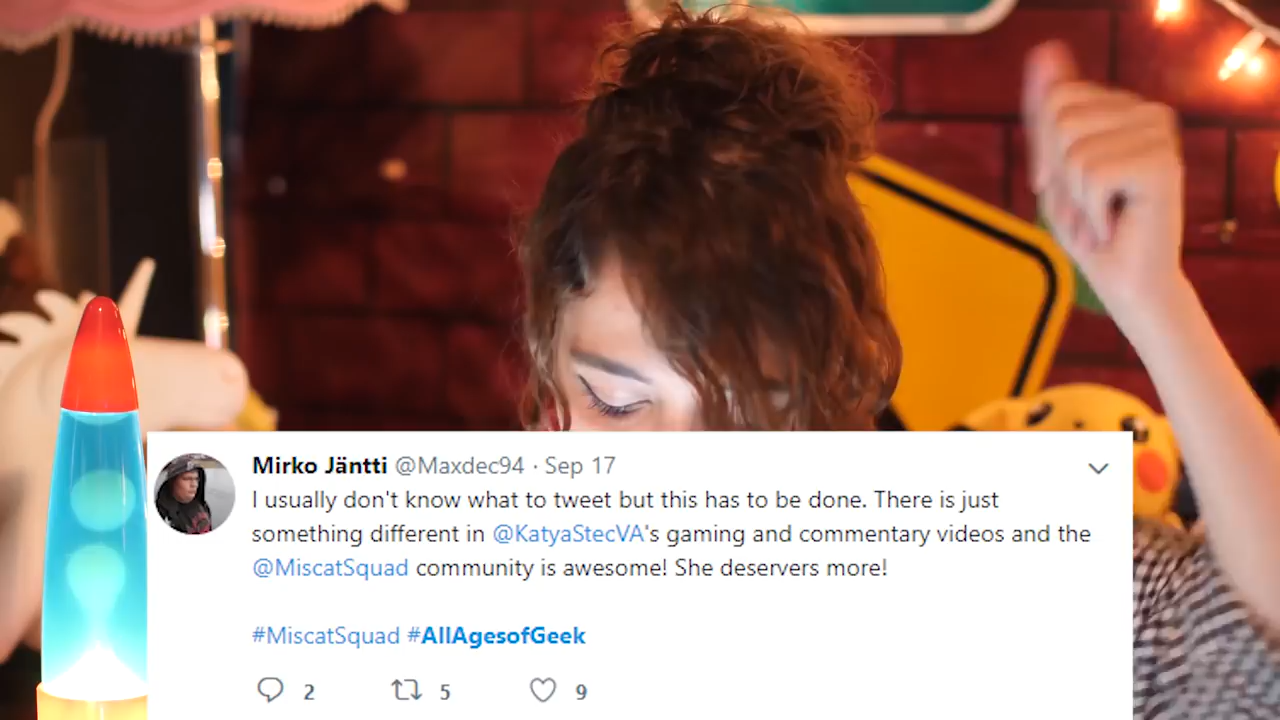 Mirko Jäntti @Maxdec94 · Sep 17
I usually don't know what to tweet but this has to be done. There is just
something different in @KatyaStecVA's gaming and commentary videos and the
@MiscatSquad community is awesome! She deservers more!
#MiscatSquad #AllAgesofGeek
2 5 9